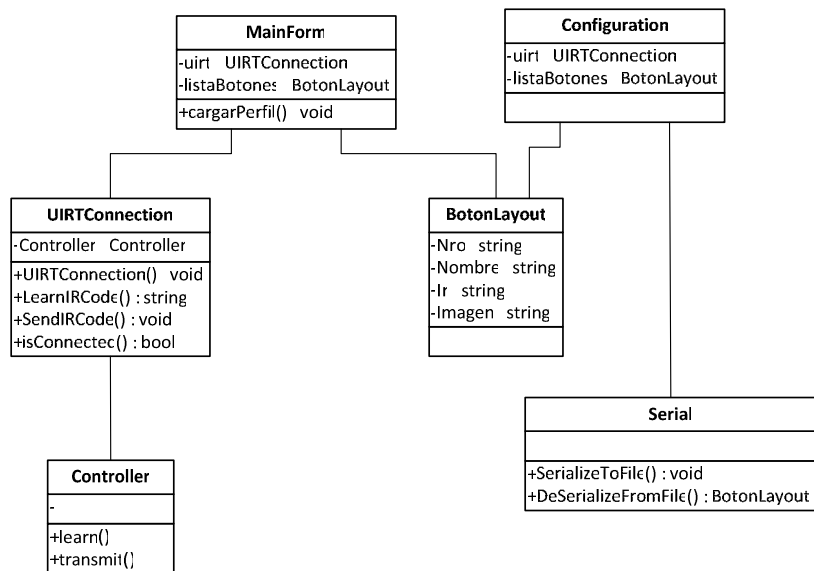 MainForm
-uirt UIRTConnection
-listaBotones BotonLayout
+cargarPerfil() void
Configuration
-uirt UIRTConnection
-listaBotones BotonLayout
UIRTConnection
-Controller Controller
+UIRTConnection() void
+LearnIRCode() : string
+SendIRCode() : void
+isConnected() : bool
BotonLayout
-Nro string
-Nombre string
-Ir string
-Imagen string
Serial
+SerializeToFile() : void
+DeSerializeFromFile() : BotonLayout
Controller
-
+learn()
+transmit()